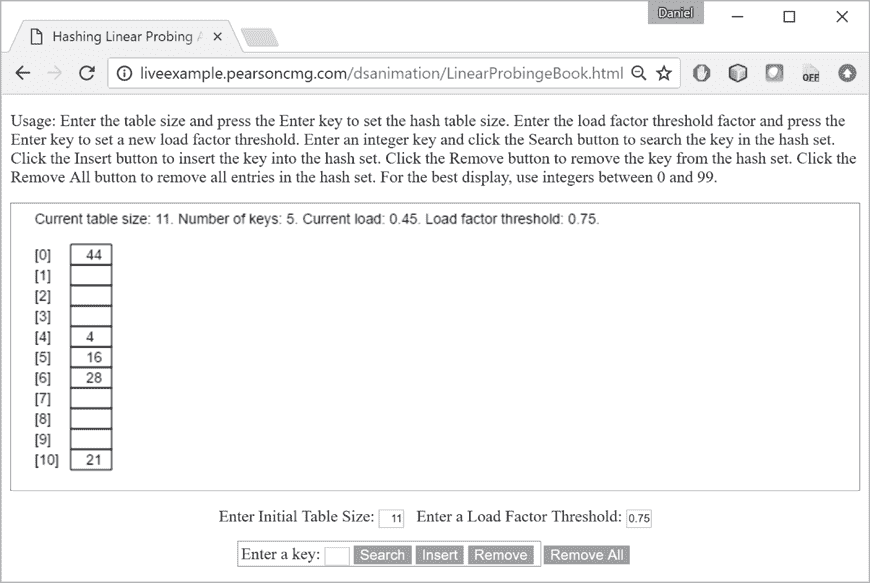 Daniel
Hashing Linear Probing A
liveexample.pearsoncmg.com/dsanimation/LinearProbingeBook.html
OFF
Usage: Enter the table size and press the Enter key to set the hash table size. Enter the load factor threshold factor and press the
Enter key to set a new load factor threshold. Enter an integer key and click the Search button to search the key in the hash set.
Click the Insert button to insert the key into the hash set. Click the Remove button to remove the key from the hash set. Click the
Remove All button to remove all entries in the hash set. For the best display, use integers between 0 and 99.
Current table size: 11. Number of keys: 5. Current load: 0.45. Load factor threshold: 0.75.
[0] 44
[1]
[2]
[3]
[4] 4
[5] 16
[6] 28
[7]
[8]
[9]
[10] 21
Enter Initial Table Size: 11 Enter a Load Factor Threshold: 0.75
Enter a key: Search Insert Remove Remove All